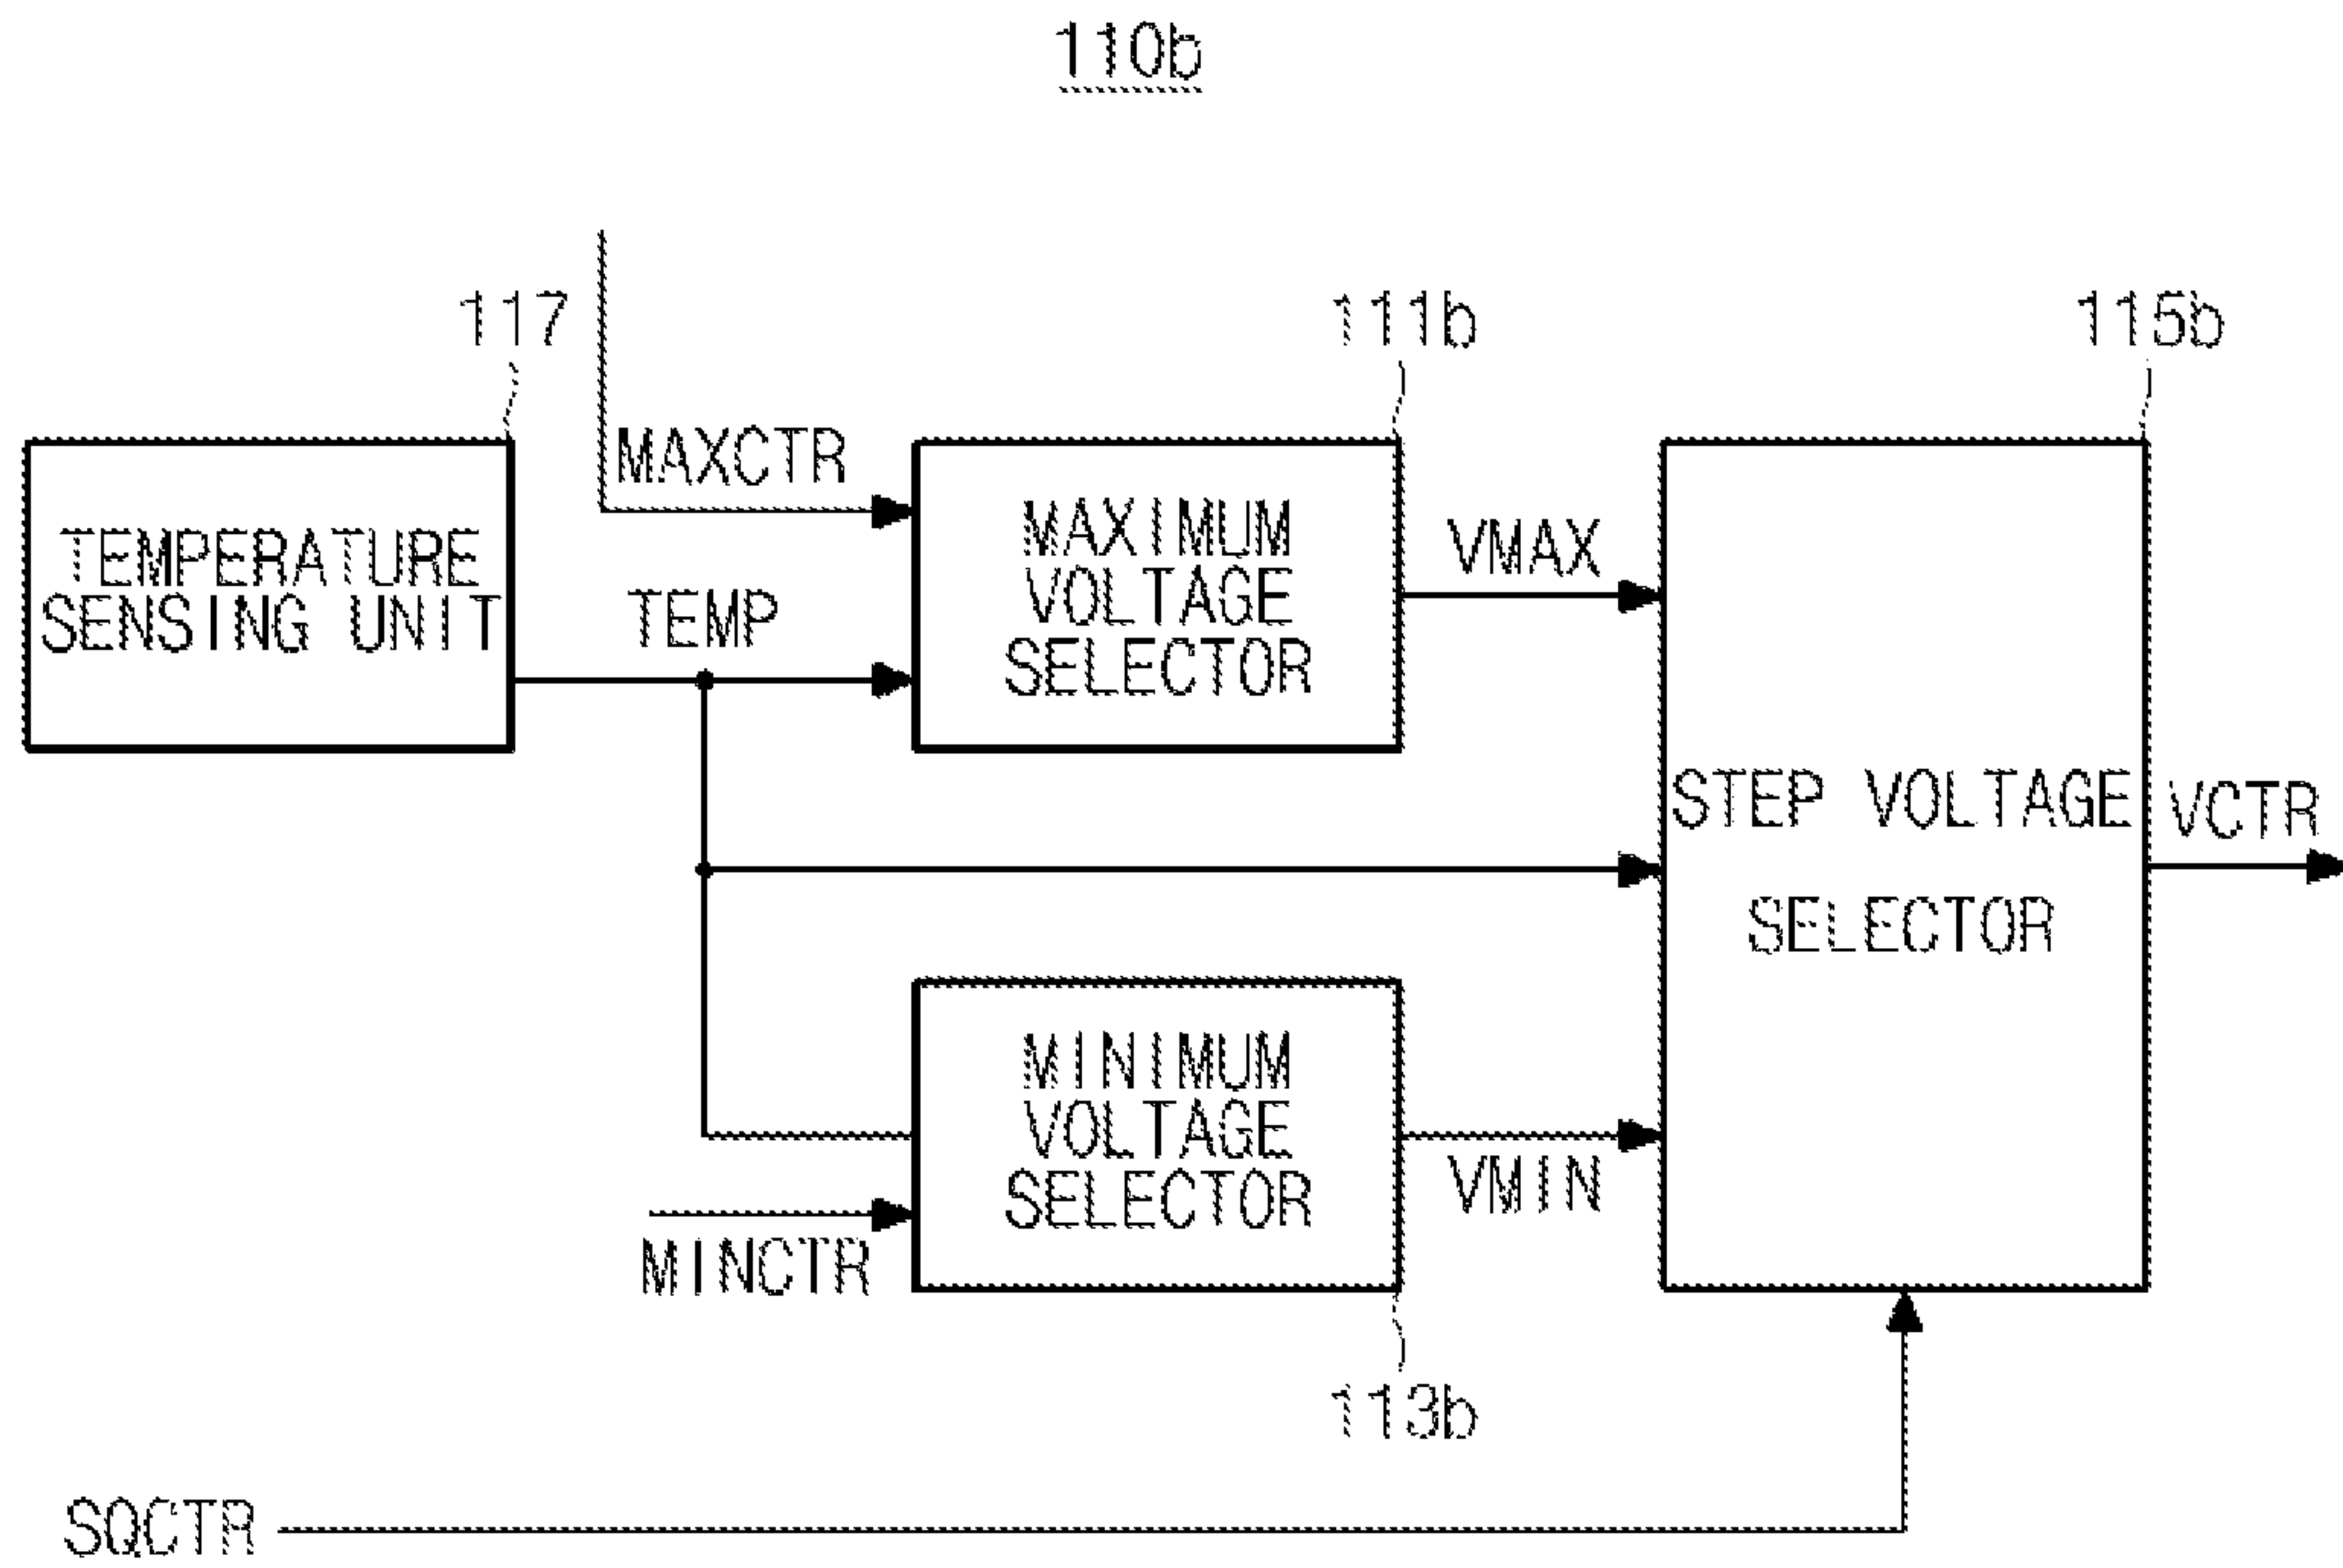 110b
117
111b
115b
MAXCTR
TEMPERATURE
SENSING UNIT
TEMP
MAXIMUM
VOLTAGE
SELECTOR
VMAX
STEP VOLTAGE
SELECTOR
VCTR
MINIMUM
VOLTAGE
SELECTOR
VMIN
MINCTR
113b
SQCTR